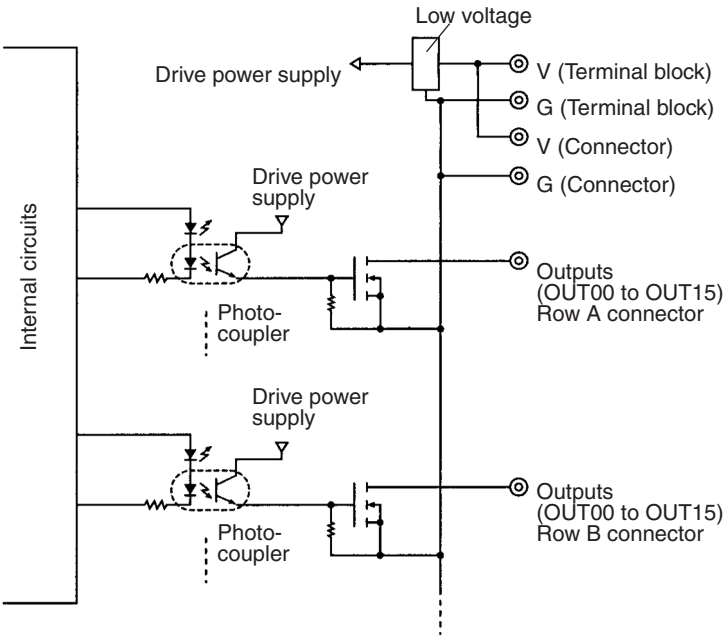 Low voltage
Drive power supply
V (Terminal block)
G (Terminal block)
V (Connector)
G (Connector)
Internal circuits
Drive power
supply
Photo-
coupler
Outputs
(OUT00 to OUT15)
Row A connector
Drive power
supply
Photo-
coupler
Outputs
(OUT00 to OUT15)
Row B connector